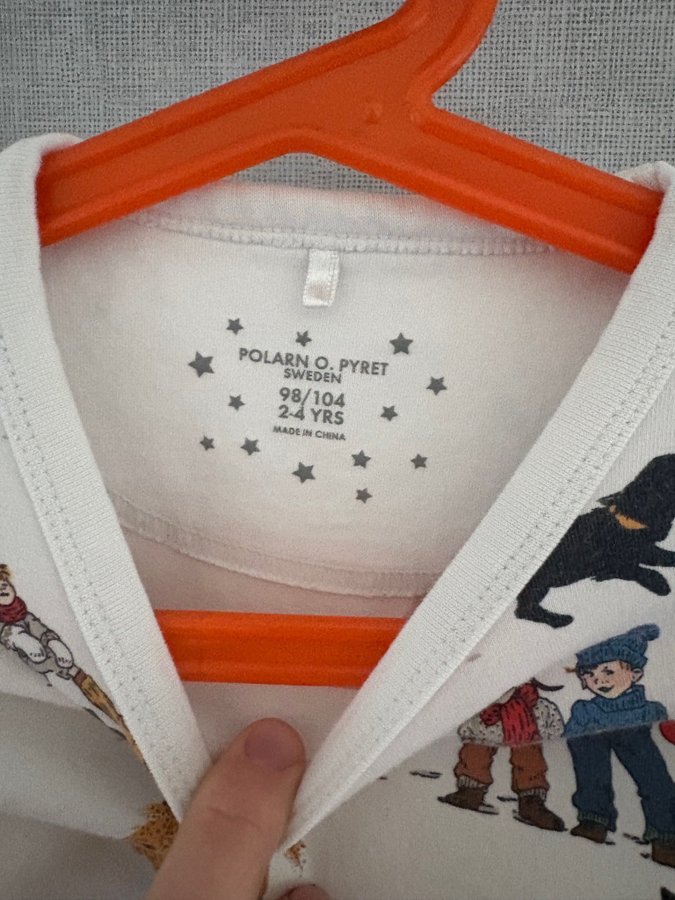 POLARN O. PYRET
SWEDEN
98/104
2-4 YRS
MADE IN CHINA